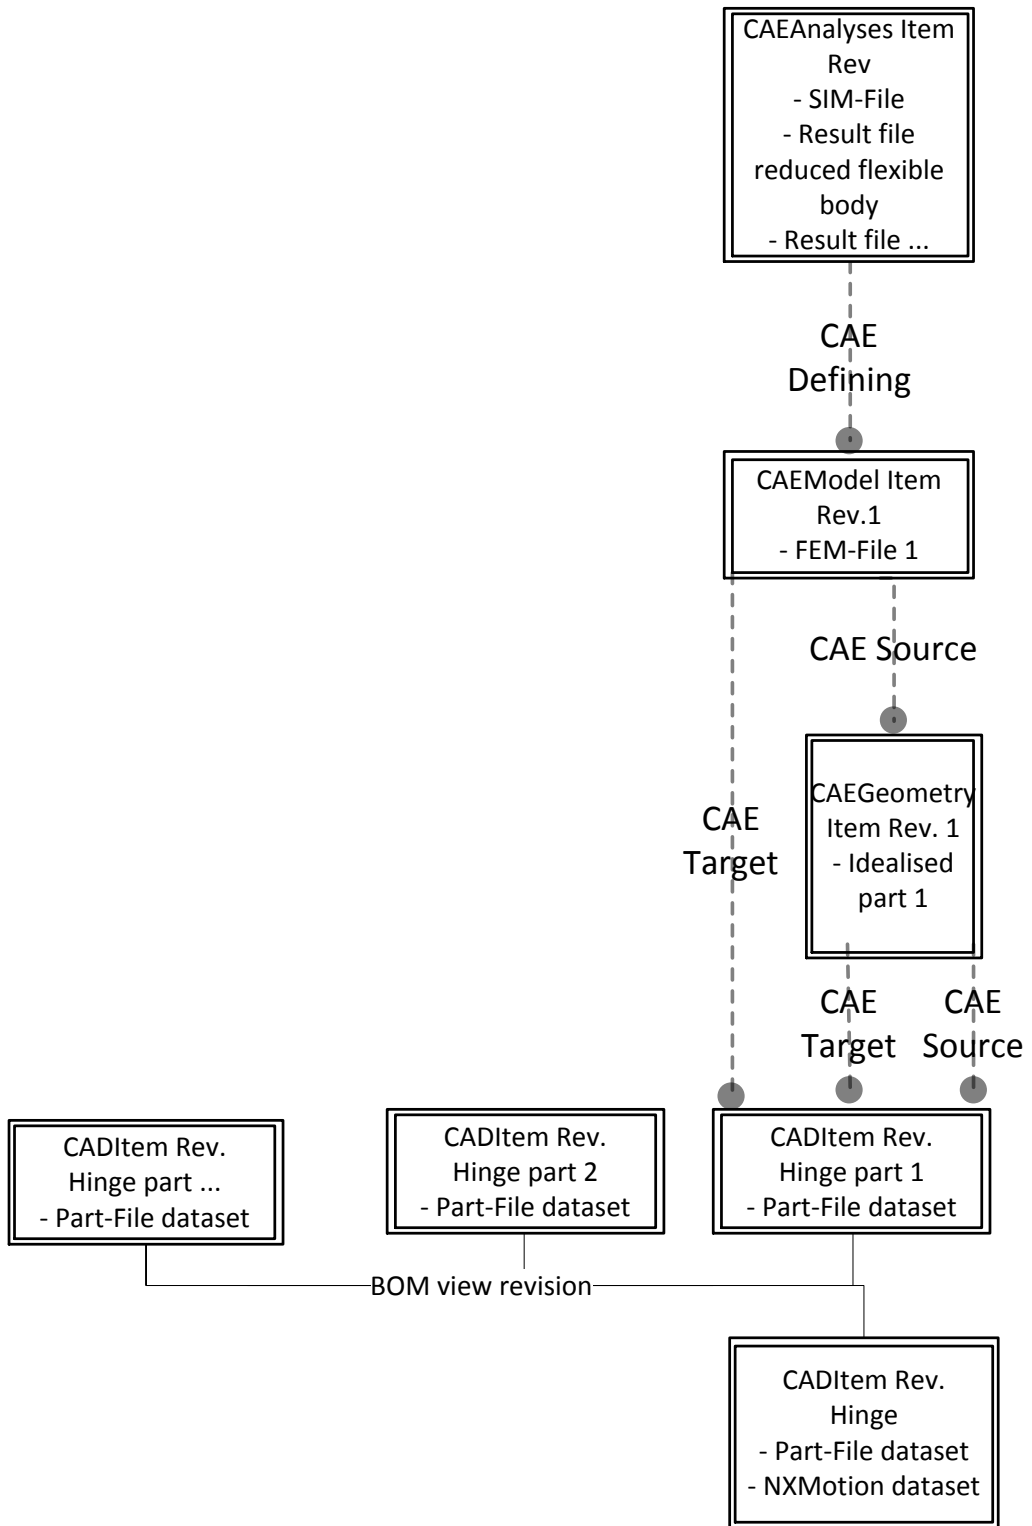 CAEAnalyses Item
Rev
- SIM-File
- Result file
reduced flexible
body
- Result file ...
CAE
Defining
CAEModel Item
Rev.1
- FEM-File 1
CAE Source
CAEGeometry
Item Rev. 1
- Idealised
part 1
CAE
Target
CAE
Target
CAE
Source
CADItem Rev.
Hinge part ...
- Part-File dataset
CADItem Rev.
Hinge part 2
- Part-File dataset
CADItem Rev.
Hinge part 1
- Part-File dataset
BOM view revision
CADItem Rev.
Hinge
- Part-File dataset
- NXMotion dataset